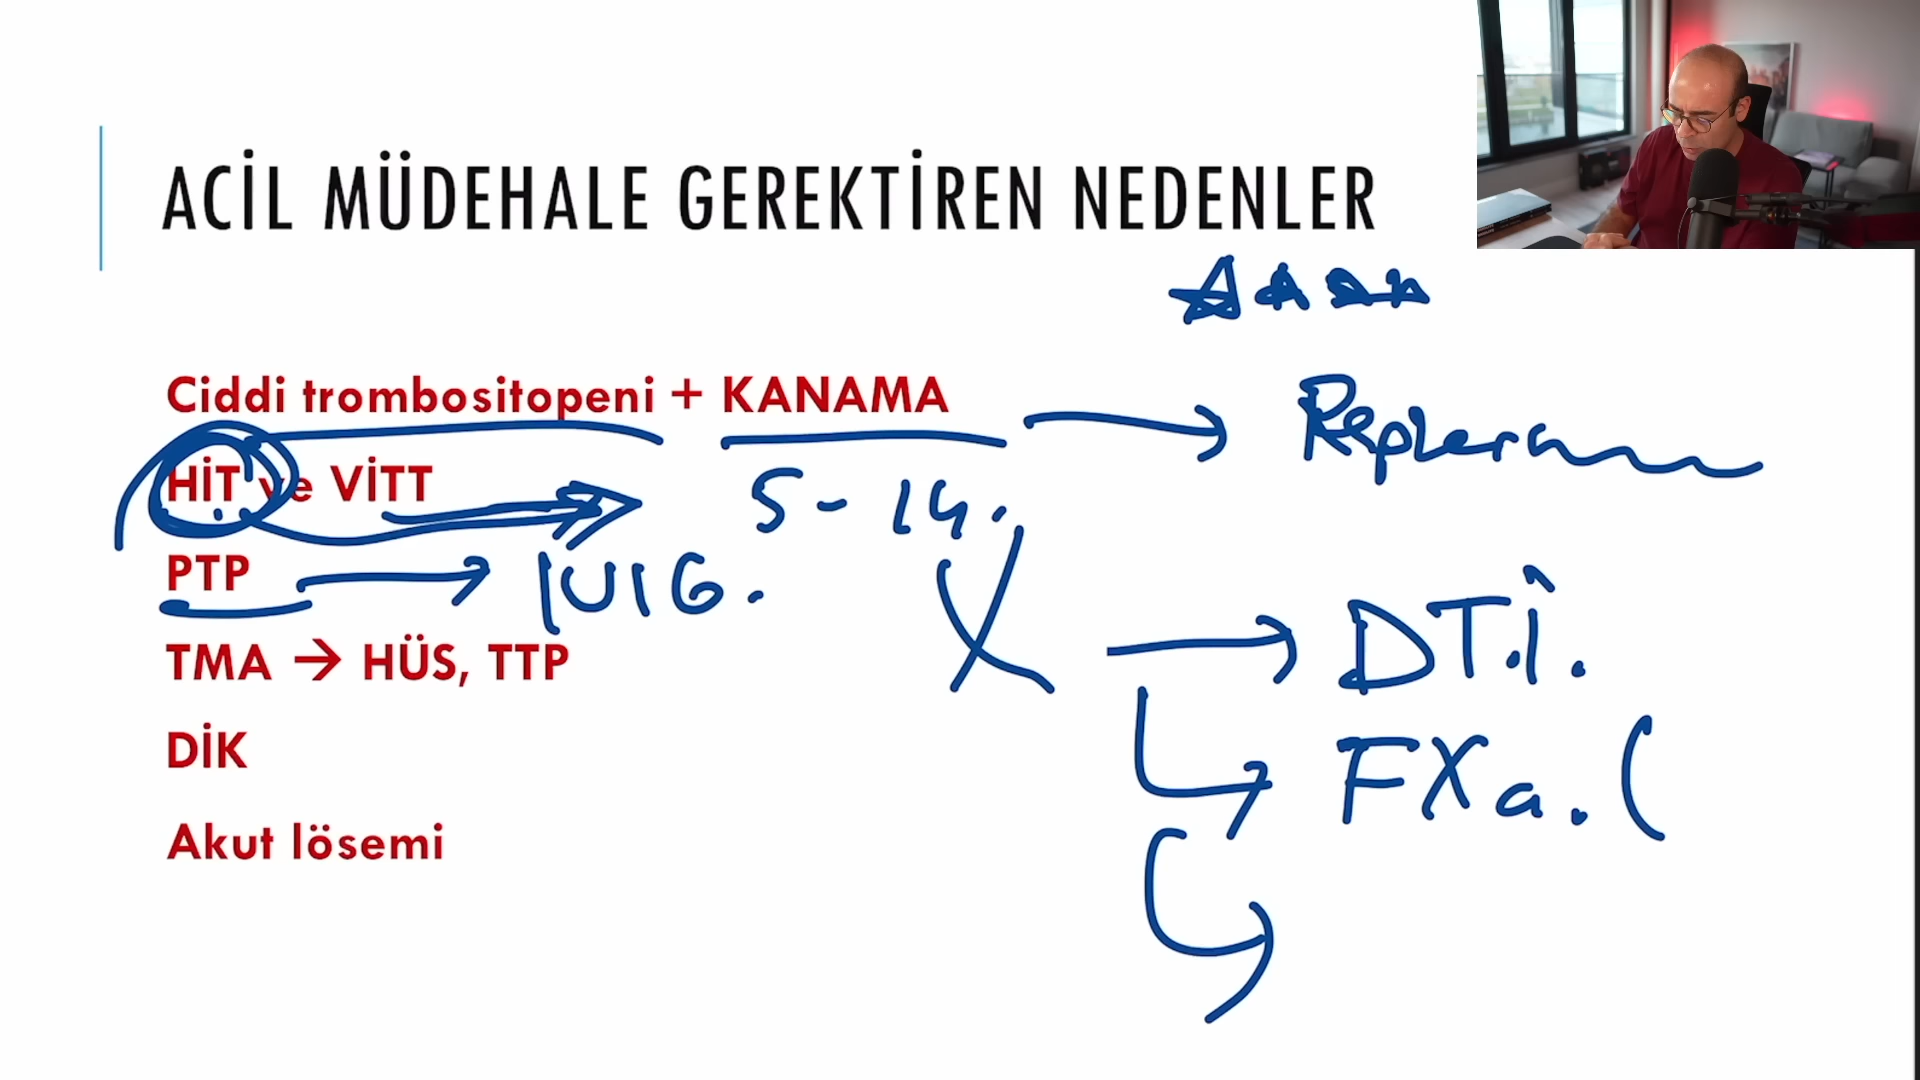 ACİL MÜDEHALE GEREKTİREN NEDENLER
Ciddi trombositopeni + KANAMA
HİT ve VİTT
5-14.
PTP
IVIG.
TMA → HÜS, TTP
DTİ.
DİK
FXa. (
Akut lösemi